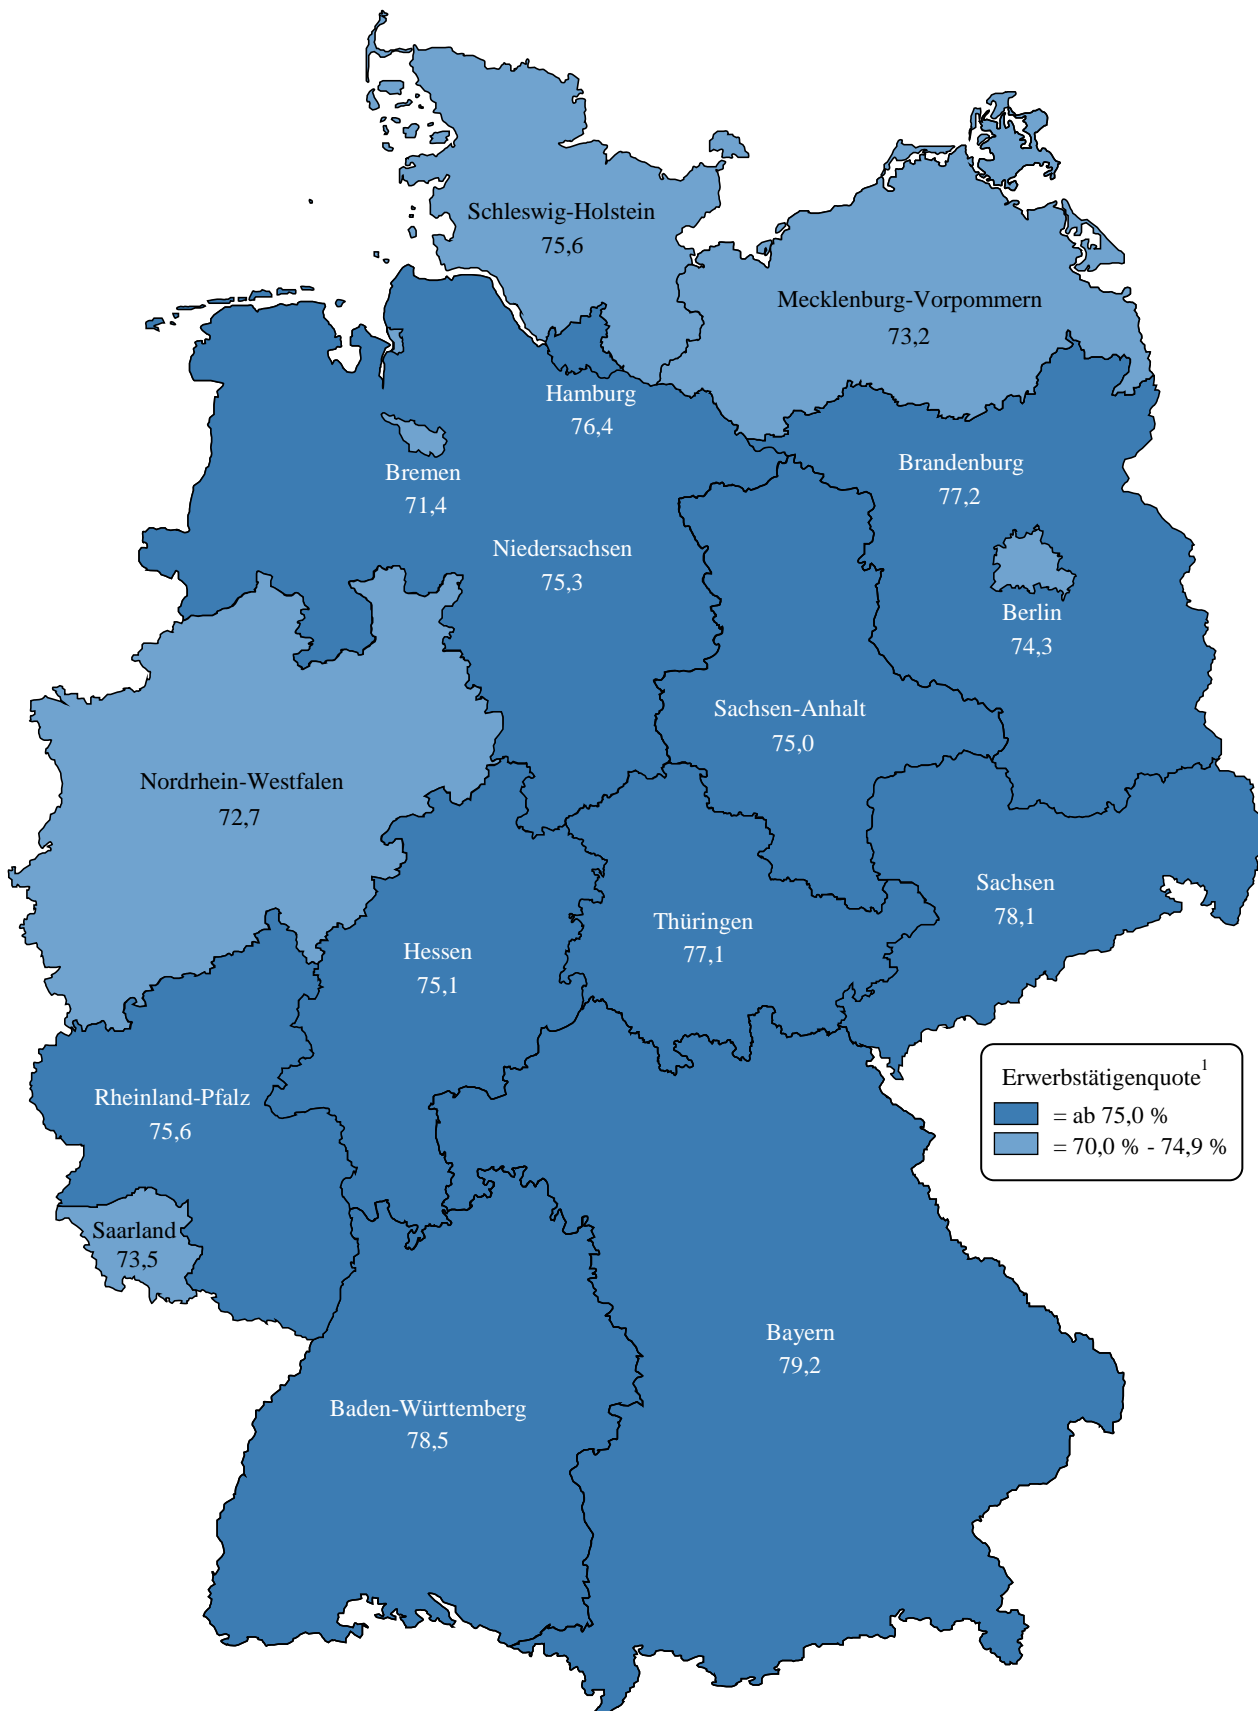 Schleswig-Holstein
75,6
Mecklenburg-Vorpommern
73,2
Hamburg
76,4
Bremen
71,4
Brandenburg
77,2
Niedersachsen
75,3
Berlin
74,3
Sachsen-Anhalt
75,0
Nordrhein-Westfalen
72,7
Sachsen
78,1
Thüringen
77,1
Hessen
75,1
Rheinland-Pfalz
75,6
Erwerbstätigenquote¹
= ab 75,0 %
= 70,0 % - 74,9 %
Saarland
73,5
Bayern
79,2
Baden-Württemberg
78,5